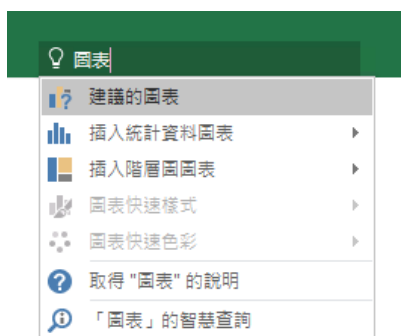 圖表
建議的圖表
插入統計資料圖表
插入階層圖圖表
圖表快速樣式
圖表快速色彩
取得 "圖表" 的說明
「圖表」的智慧查詢